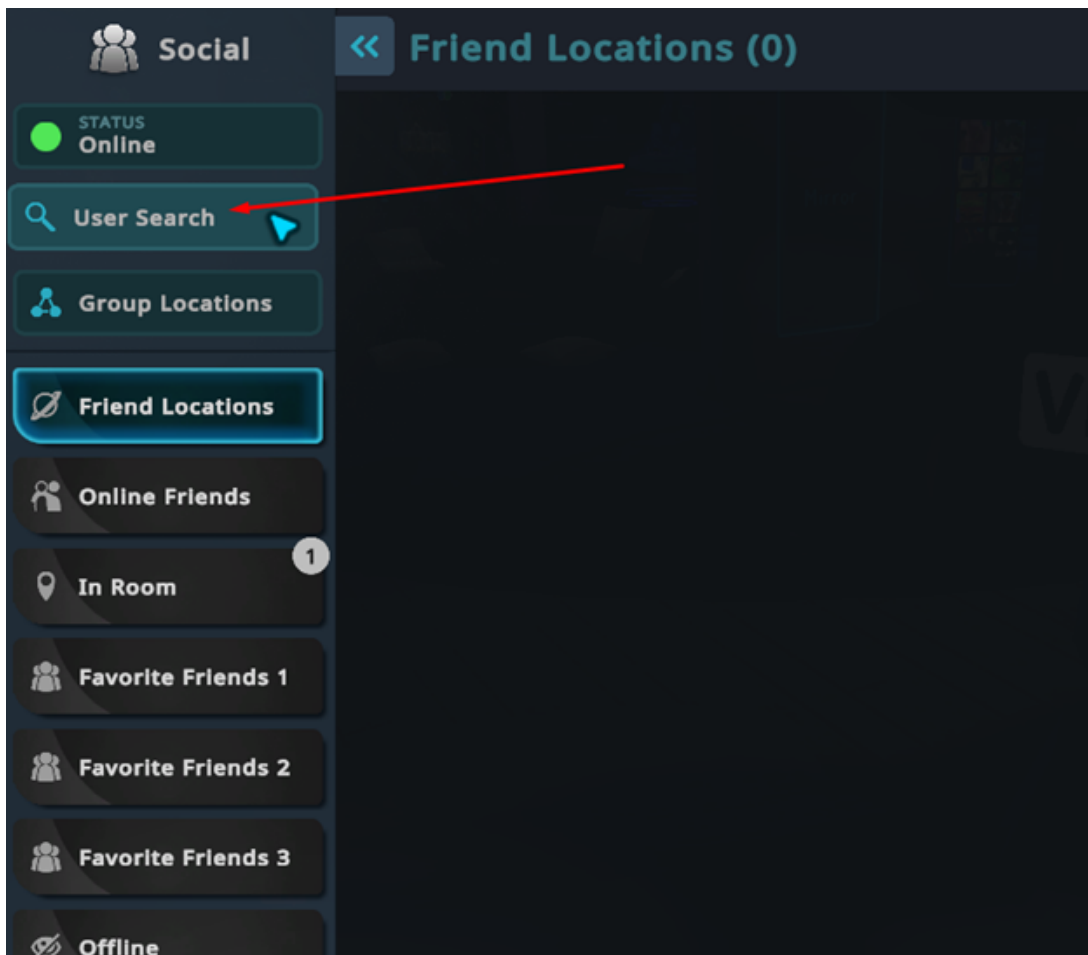 Social
Friend Locations (0)
STATUS
Online
User Search
Group Locations
Friend Locations
Online Friends
1
In Room
Favorite Friends 1
Favorite Friends 2
Favorite Friends 3
Offline